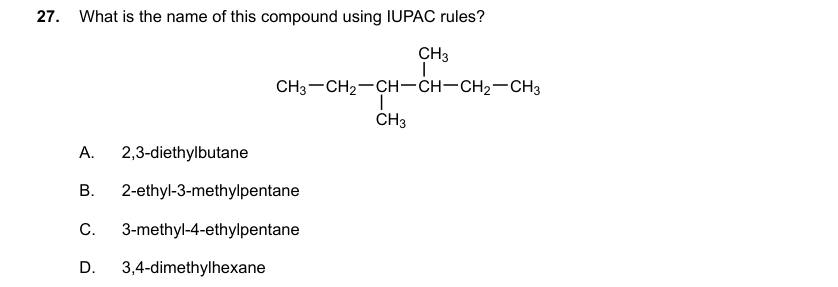 27. What is the name of this compound using IUPAC rules?
CH3
CH3—CH2—CH—CH—CH2—CH3
CH3
A. 2,3-diethylbutane
B. 2-ethyl-3-methylpentane
C. 3-methyl-4-ethylpentane
D. 3,4-dimethylhexane